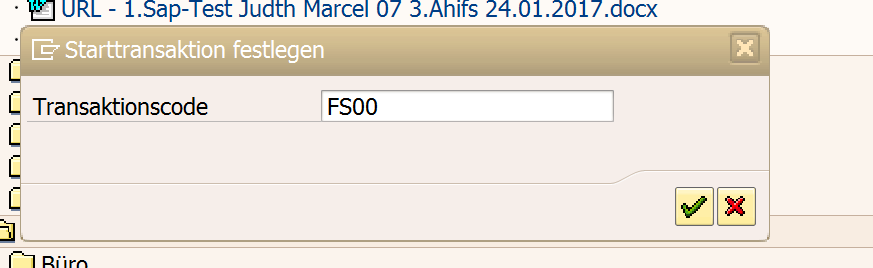 URL - 1.Sap-Test Judth Marcel 07 3.Ahifs 24.01.2017.docx
Starttransaktion festlegen
Transaktionscode FS00
Büro